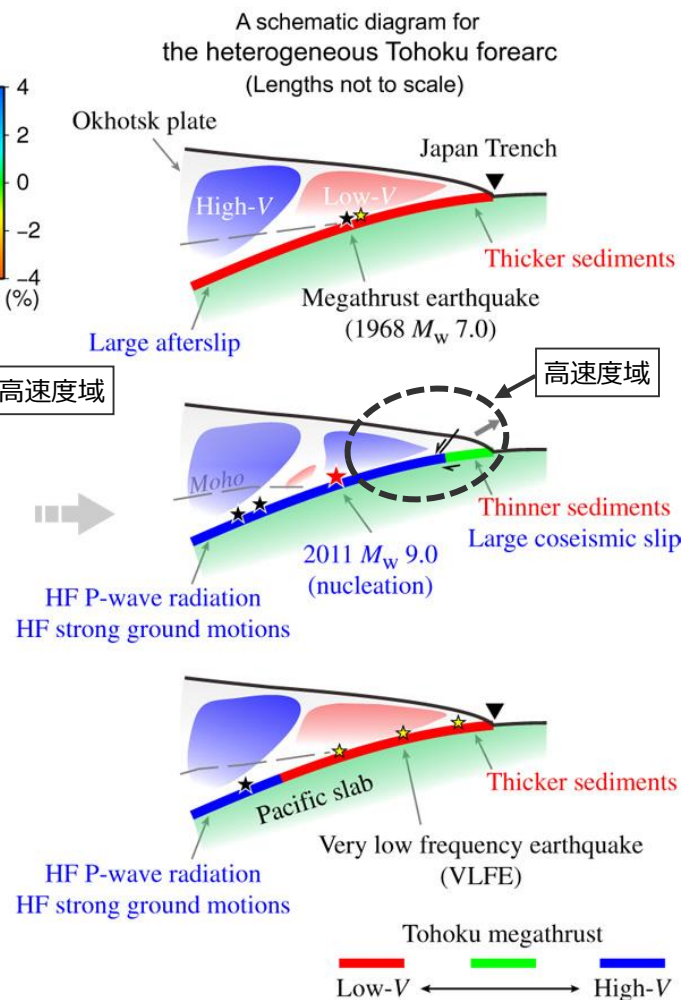 A schematic diagram for
the heterogeneous Tohoku forearc
(Lengths not to scale)
4
2
0
−2
−4
(%)
Okhotsk plate
Japan Trench
High-V
Low-V
Thicker sediments
Megathrust earthquake
(1968 Mw 7.0)
Large afterslip
高速度域
高速度域
Moho
Thinner sediments
Large coseismic slip
2011 Mw 9.0
(nucleation)
HF P-wave radiation
HF strong ground motions
Thicker sediments
Pacific slab
Very low frequency earthquake
(VLFE)
HF P-wave radiation
HF strong ground motions
Tohoku megathrust
Low-V
High-V